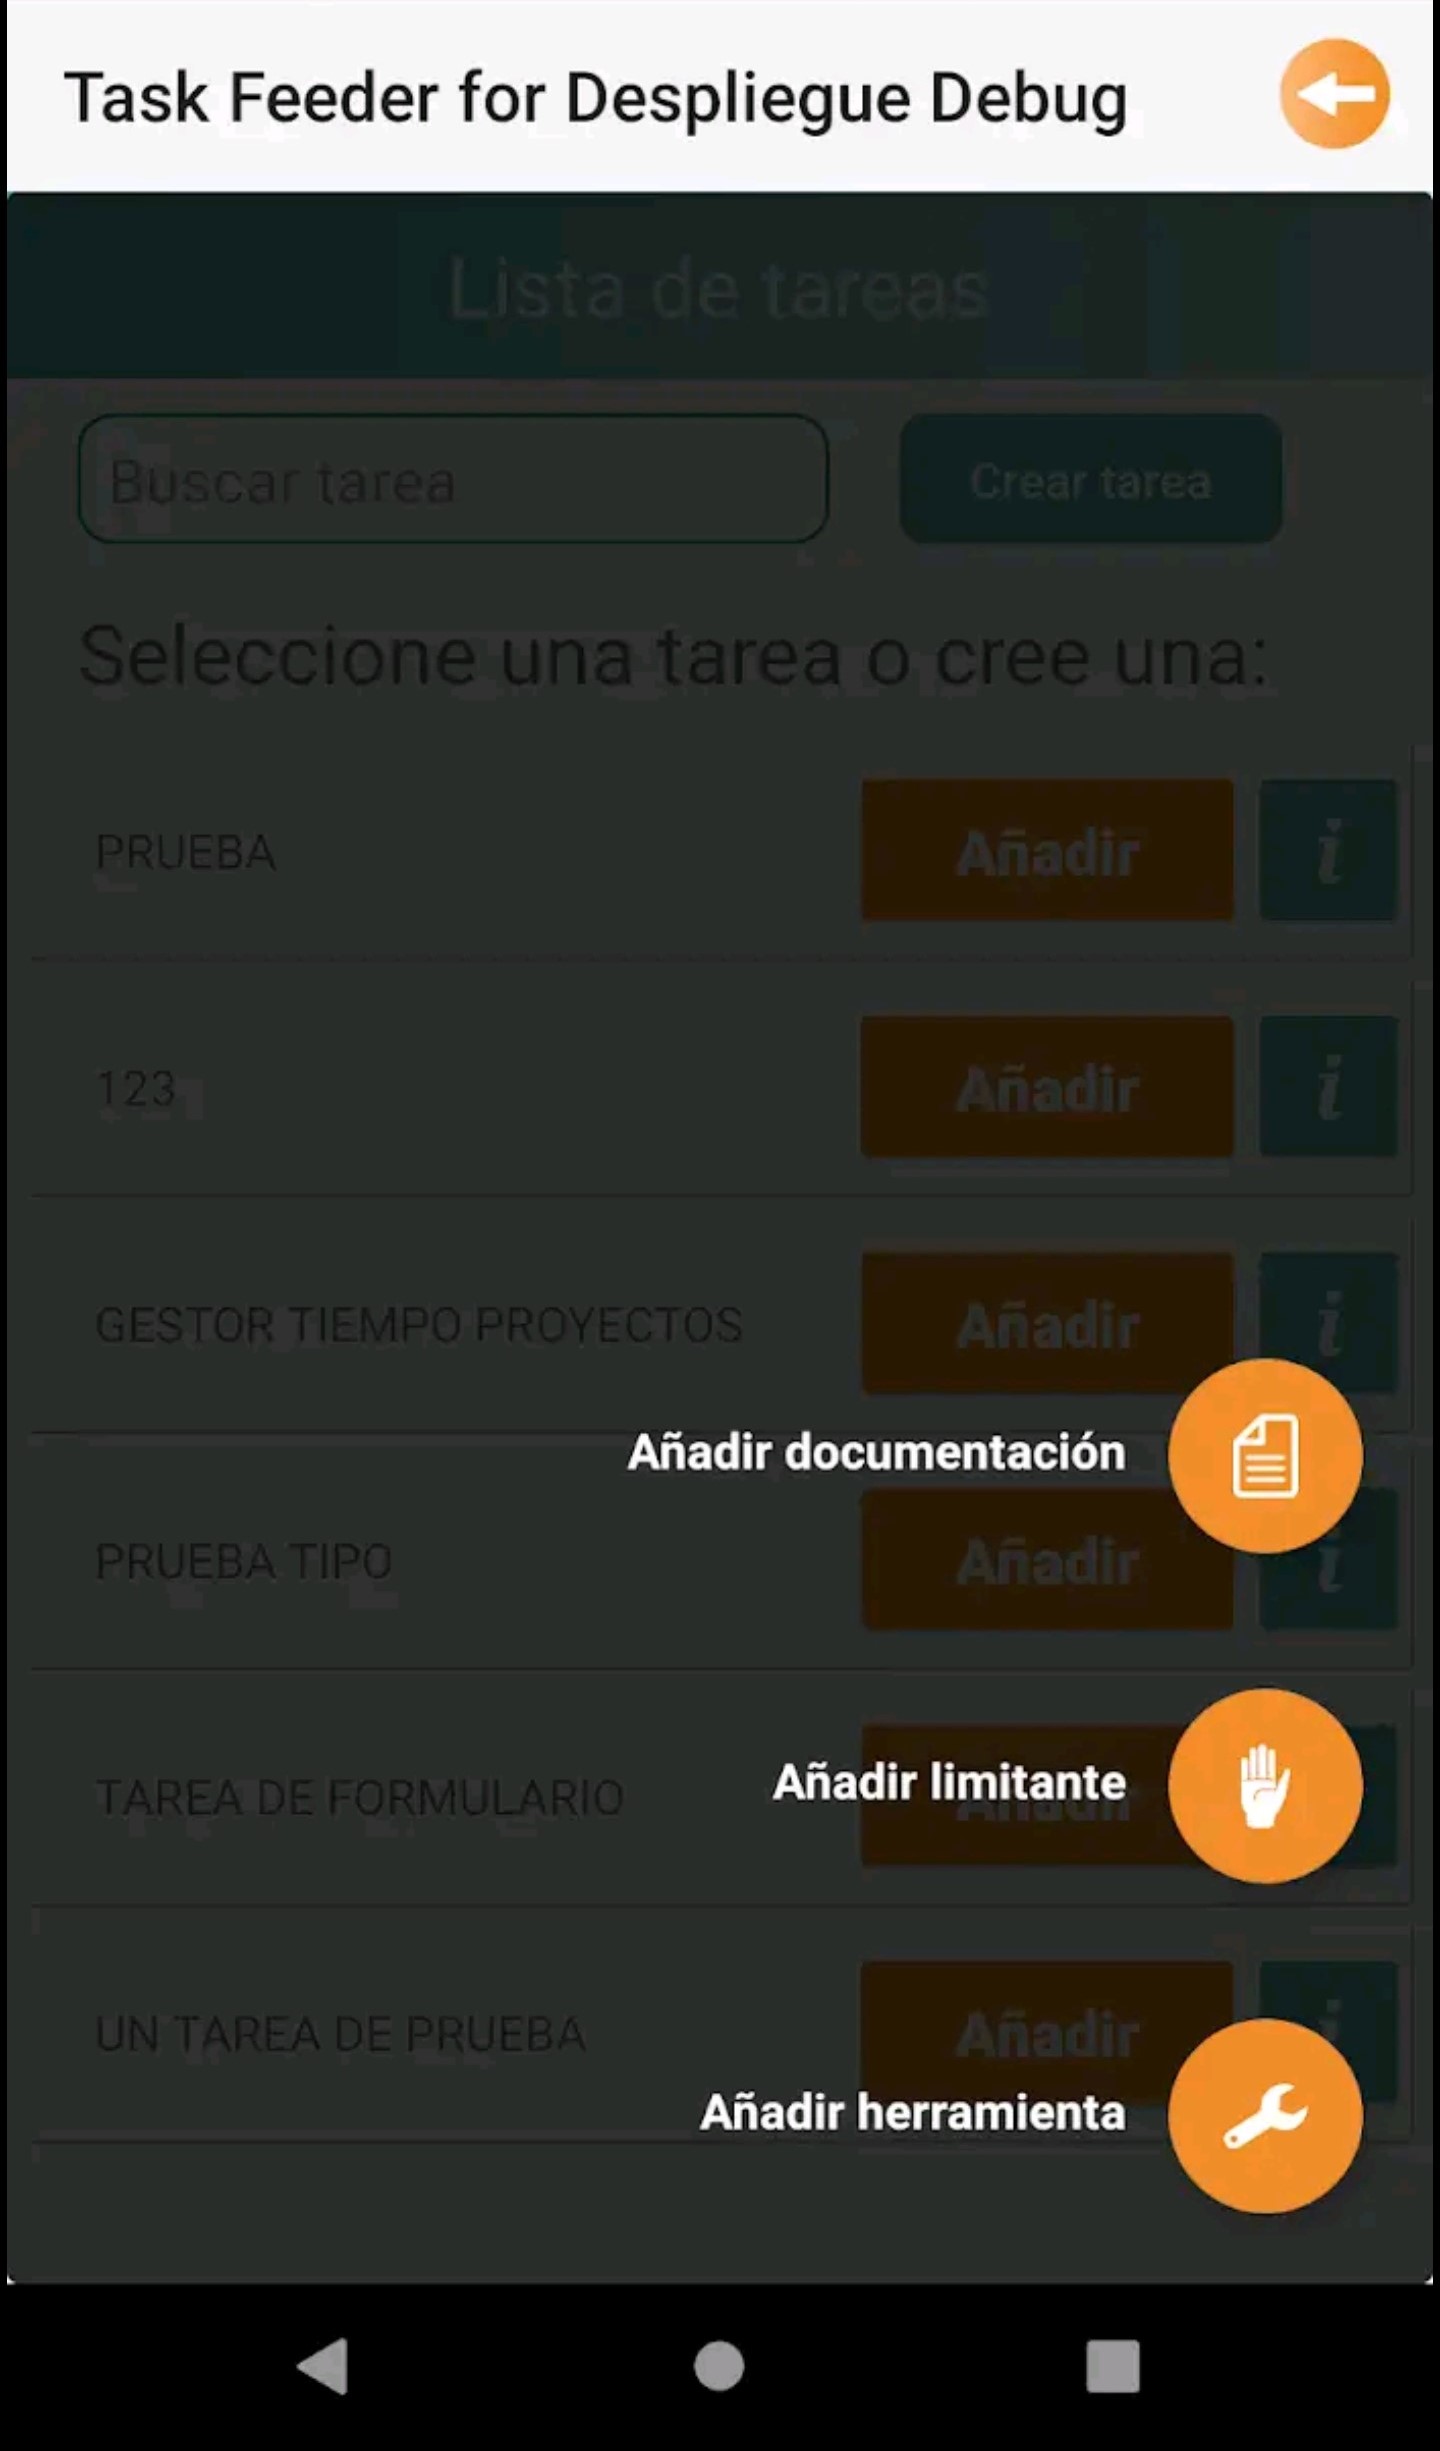 Task Feeder for Despliegue Debug
Lista de tareas
Buscar tarea
Crear tarea
Seleccione una tarea o cree una:
PRUEBA
Añadir
i
123
Añadir
i
GESTOR TIEMPO PROYECTOS
Añadir
i
Añadir documentación
PRUEBA TIPO
Añadir
i
TAREA DE FORMULARIO
Añadir
Añadir limitante
UN TAREA DE PRUEBA
Añadir
i
Añadir herramienta